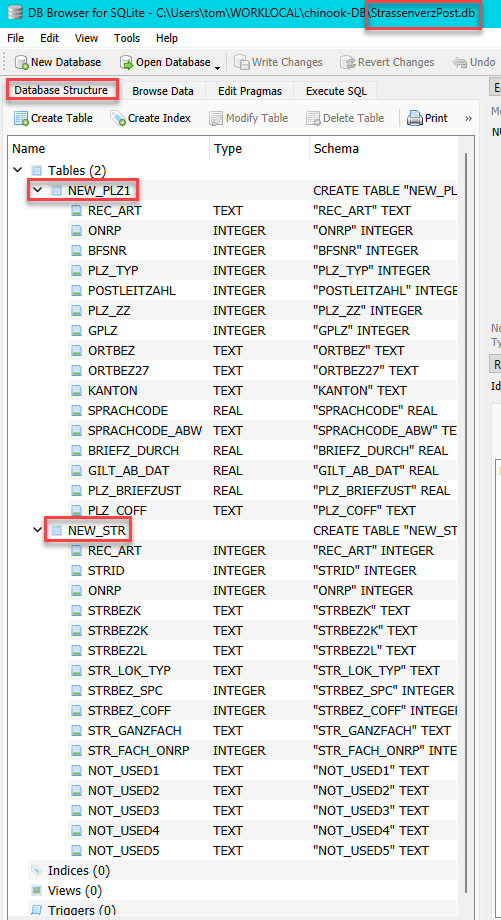 DB Browser for SQLite - C:\Users\tom\WORKLOCAL\chinook-DB\StrassenverzPost.db
File Edit View Tools Help
New Database Open Database Write Changes Revert Changes Undo
Database Structure Browse Data Edit Pragmas Execute SQL
Create Table Create Index Modify Table Delete Table Print »
Name Type Schema
Tables (2)
NEW_PLZ1 CREATE TABLE "NEW_PL
REC_ART TEXT "REC_ART" TEXT
ONRP INTEGER "ONRP" INTEGER
BFSNR INTEGER "BFSNR" INTEGER
PLZ_TYP INTEGER "PLZ_TYP" INTEGER
POSTLEITZAHL INTEGER "POSTLEITZAHL" INTEGE
PLZ_ZZ INTEGER "PLZ_ZZ" INTEGER
GPLZ INTEGER "GPLZ" INTEGER
ORTBEZ TEXT "ORTBEZ" TEXT
ORTBEZ27 TEXT "ORTBEZ27" TEXT
KANTON TEXT "KANTON" TEXT
SPRACHCODE REAL "SPRACHCODE" REAL
SPRACHCODE_ABW TEXT "SPRACHCODE_ABW" TE
BRIEFZ_DURCH REAL "BRIEFZ_DURCH" REAL
GILT_AB_DAT REAL "GILT_AB_DAT" REAL
PLZ_BRIEFZUST REAL "PLZ_BRIEFZUST" REAL
PLZ_COFF TEXT "PLZ_COFF" TEXT
NEW_STR CREATE TABLE "NEW_ST
REC_ART INTEGER "REC_ART" INTEGER
STRID INTEGER "STRID" INTEGER
ONRP INTEGER "ONRP" INTEGER
STRBEZK TEXT "STRBEZK" TEXT
STRBEZ2K TEXT "STRBEZ2K" TEXT
STRBEZ2L TEXT "STRBEZ2L" TEXT
STR_LOK_TYP TEXT "STR_LOK_TYP" TEXT
STRBEZ_SPC INTEGER "STRBEZ_SPC" INTEGER
STRBEZ_COFF INTEGER "STRBEZ_COFF" INTEGER
STR_GANZFACH TEXT "STR_GANZFACH" TEXT
STR_FACH_ONRP INTEGER "STR_FACH_ONRP" INTE
NOT_USED1 TEXT "NOT_USED1" TEXT
NOT_USED2 TEXT "NOT_USED2" TEXT
NOT_USED3 TEXT "NOT_USED3" TEXT
NOT_USED4 TEXT "NOT_USED4" TEXT
NOT_USED5 TEXT "NOT_USED5" TEXT
Indices (0)
Views (0)
Triggers (0)